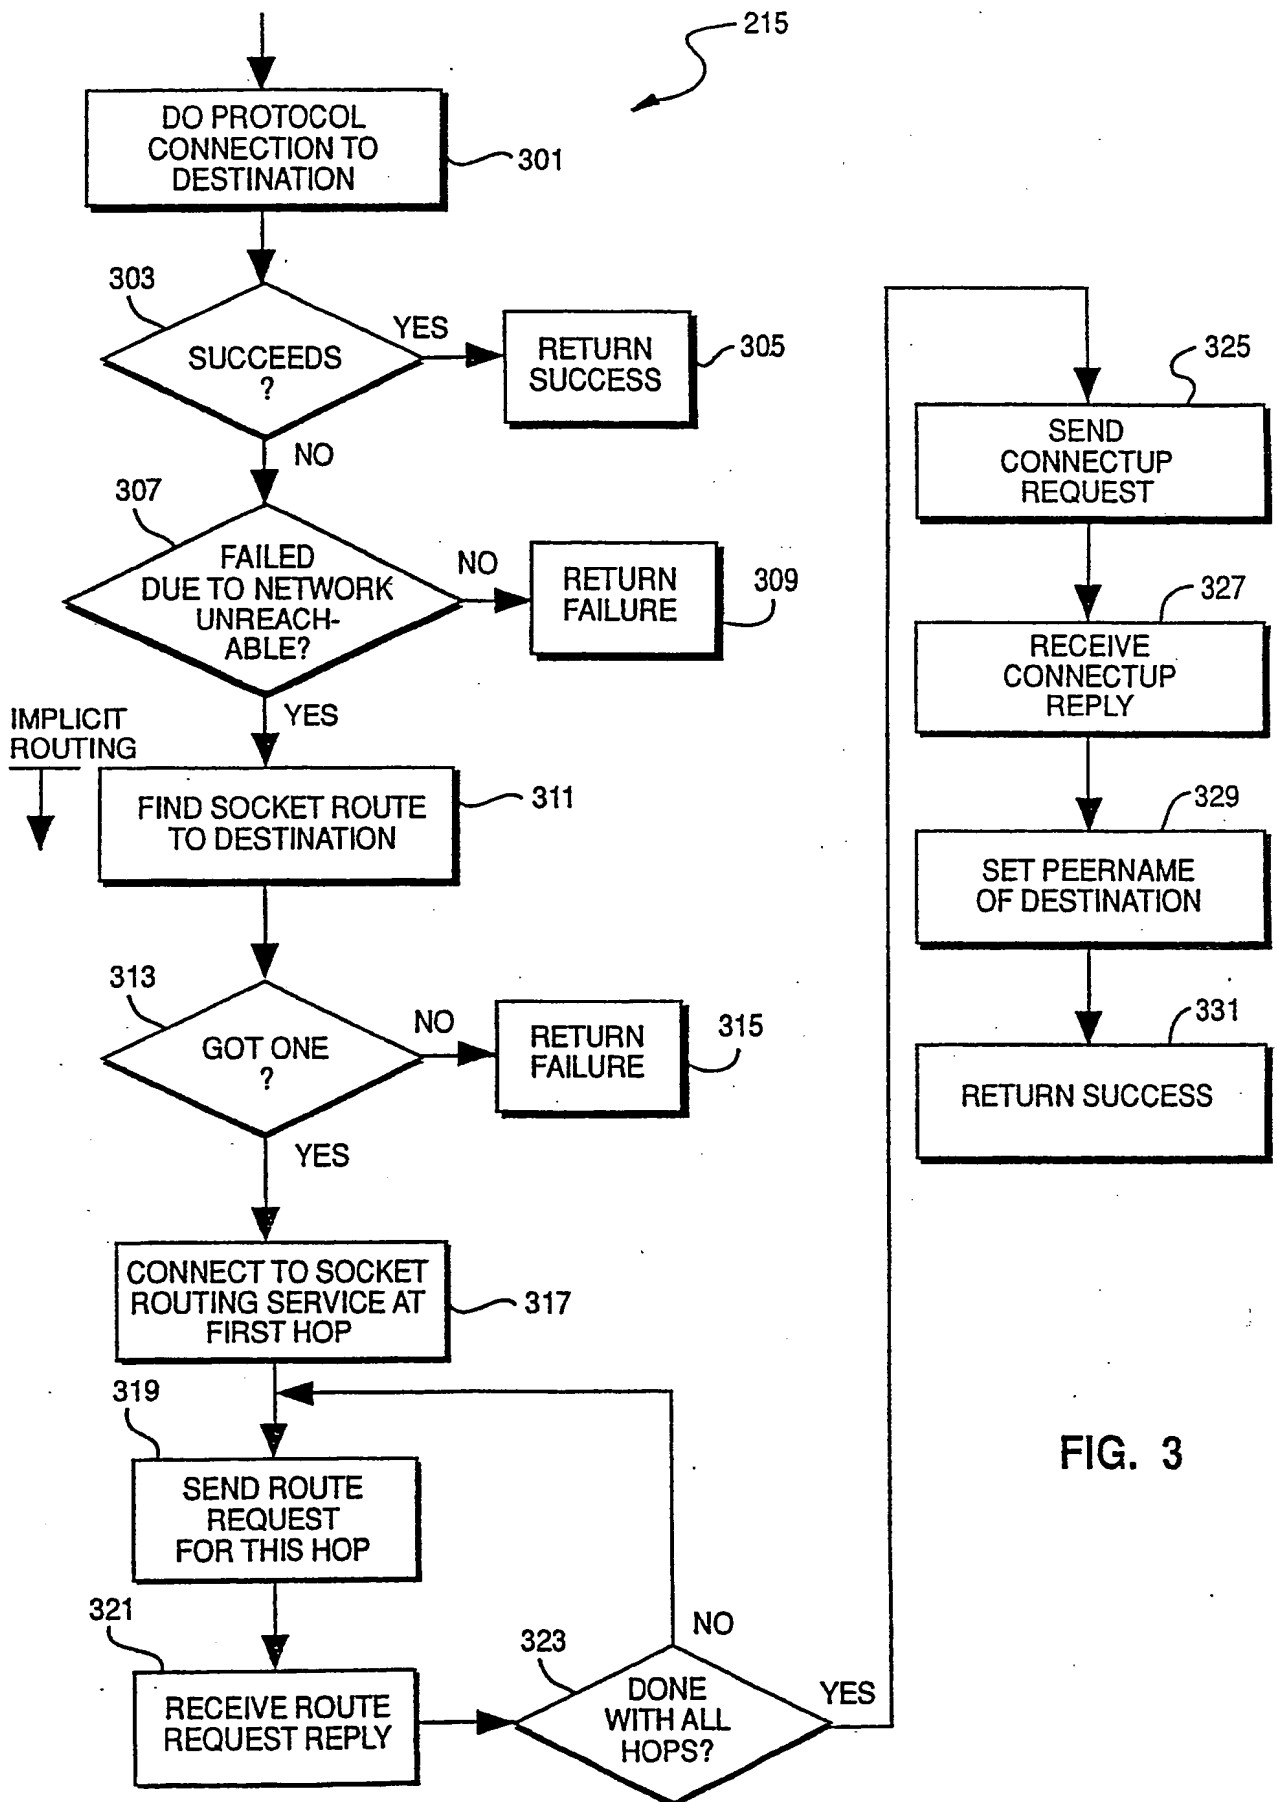 215
DO PROTOCOL
CONNECTION TO
DESTINATION
301
303
SUCCEEDS
?
YES
RETURN
SUCCESS
305
NO
307
FAILED
DUE TO NETWORK
UNREACH-
ABLE?
NO
RETURN
FAILURE
309
YES
IMPLICIT
ROUTING
FIND SOCKET ROUTE
TO DESTINATION
311
313
GOT ONE
?
NO
RETURN
FAILURE
315
YES
CONNECT TO SOCKET
ROUTING SERVICE AT
FIRST HOP
317
319
SEND ROUTE
REQUEST
FOR THIS HOP
321
RECEIVE ROUTE
REQUEST REPLY
323
DONE
WITH ALL
HOPS?
NO
YES
325
SEND
CONNECTUP
REQUEST
327
RECEIVE
CONNECTUP
REPLY
329
SET PEERNAME
OF DESTINATION
331
RETURN SUCCESS
FIG. 3